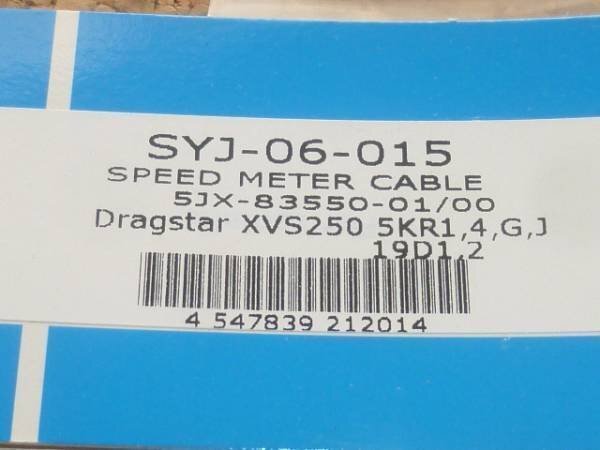 SYJ-06-015
SPEED METER CABLE
5JX-83550-01/00
Dragstar XVS250 5KR1,4,G,J
19D1,2
4 547839 212014